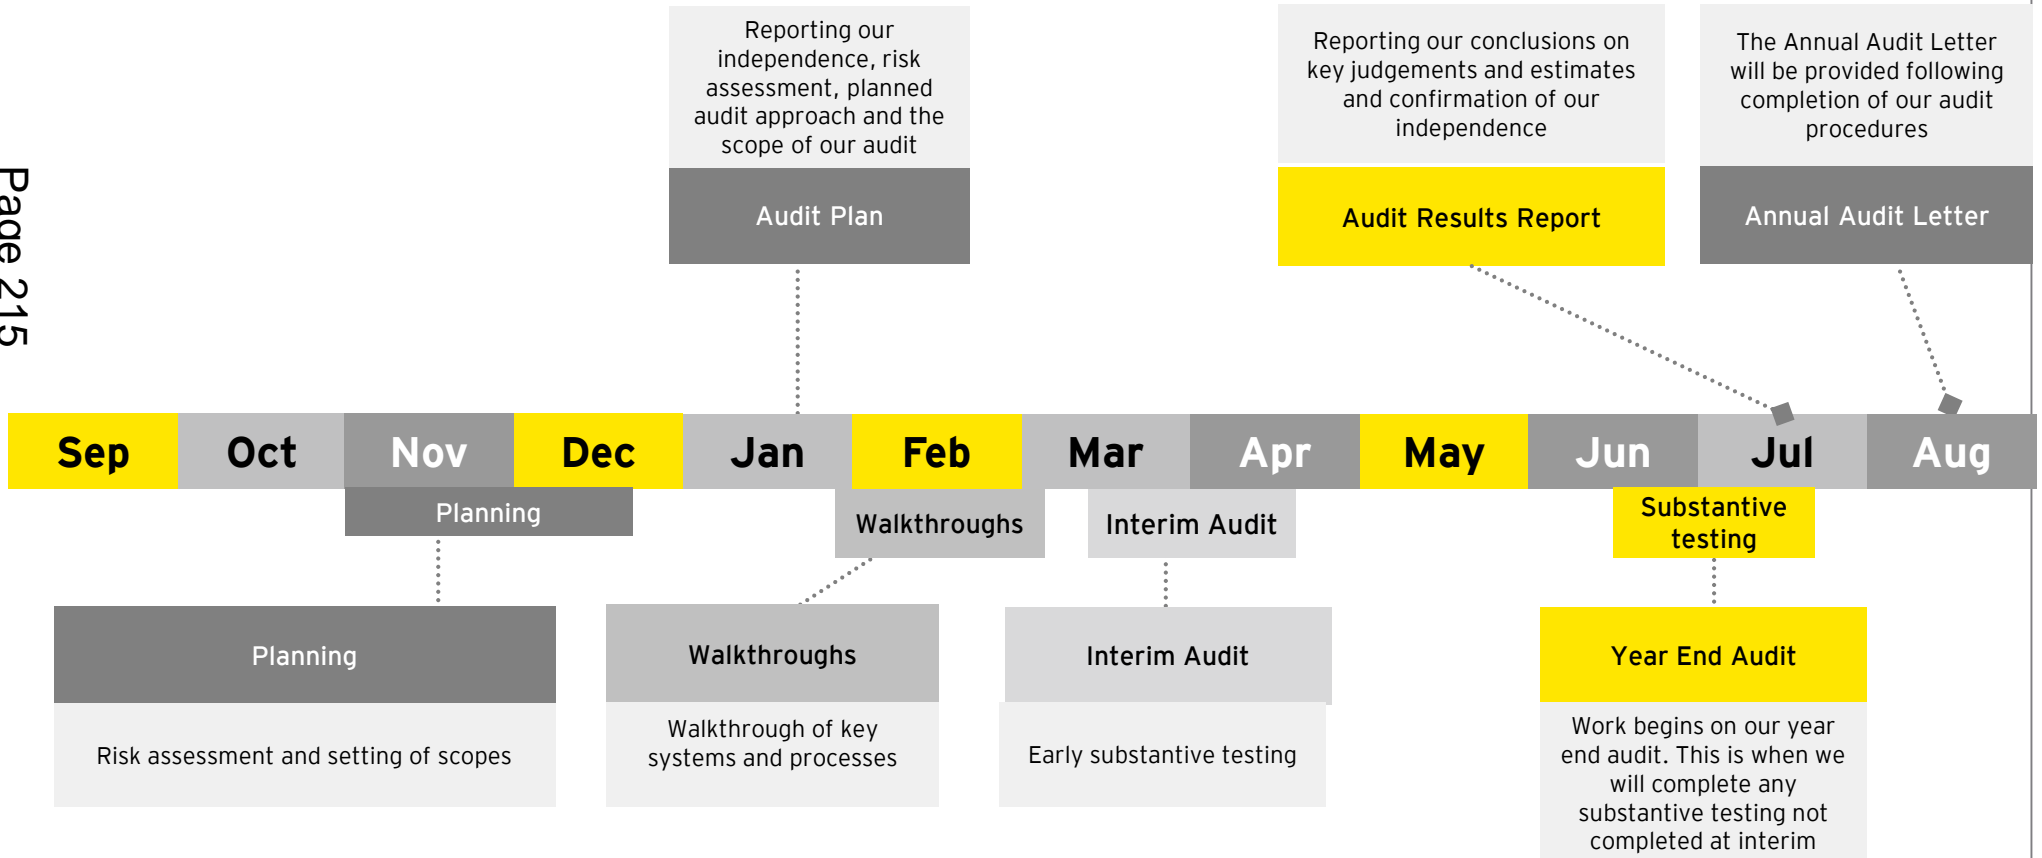 Reporting our
independence, risk
assessment, planned
audit approach and the
scope of our audit
Audit Plan
Reporting our conclusions on
key judgements and estimates
and confirmation of our
independence
Audit Results Report
The Annual Audit Letter
will be provided following
completion of our audit
procedures
Annual Audit Letter
Page 215
Sep Oct Nov Dec Jan Feb Mar Apr May Jun Jul Aug
Planning
Walkthroughs
Interim Audit
Substantive
testing
Planning
Risk assessment and setting of scopes
Walkthroughs
Walkthrough of key
systems and processes
Interim Audit
Early substantive testing
Year End Audit
Work begins on our year
end audit. This is when we
will complete any
substantive testing not
completed at interim